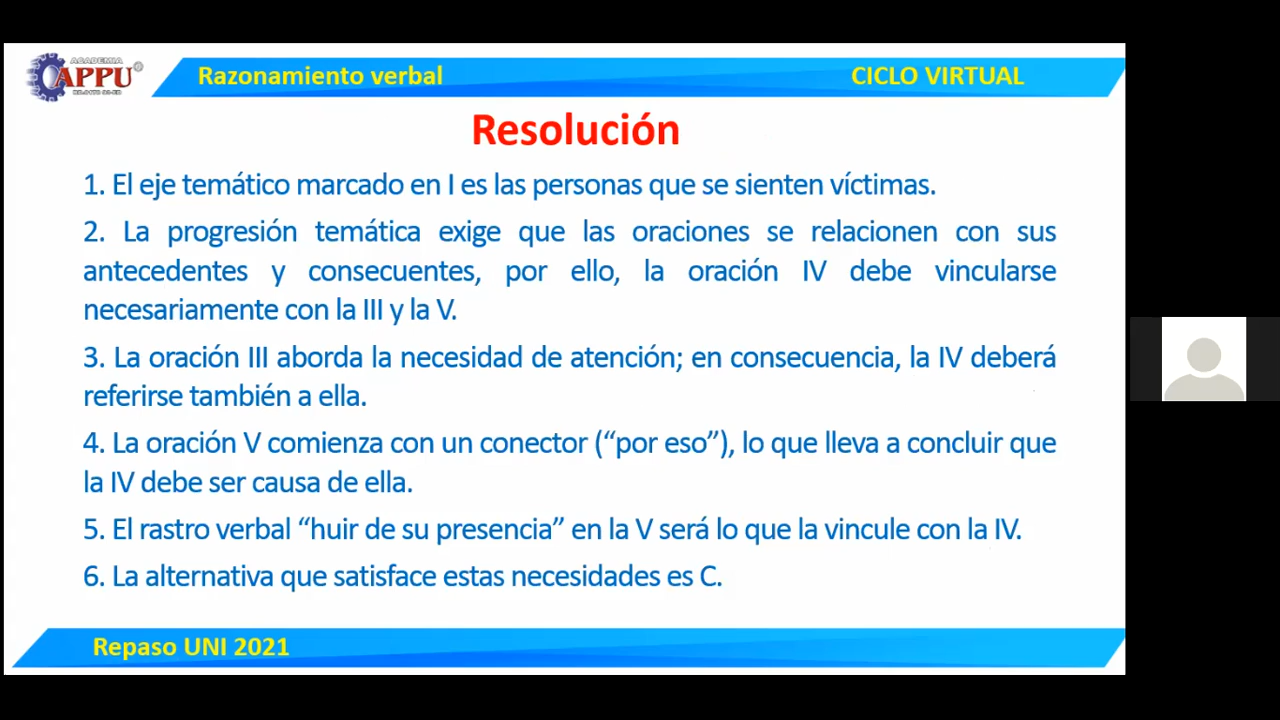 ACADEMIA
APPU
Razonamiento verbal
CICLO VIRTUAL
Resolución
1. El eje temático marcado en I es las personas que se sienten víctimas.
2. La progresión temática exige que las oraciones se relacionen con sus
antecedentes y consecuentes, por ello, la oración IV debe vincularse
necesariamente con la III y la V.
3. La oración III aborda la necesidad de atención; en consecuencia, la IV deberá
referirse también a ella.
4. La oración V comienza con un conector (“por eso”), lo que lleva a concluir que
la IV debe ser causa de ella.
5. El rastro verbal “huir de su presencia” en la V será lo que la vincule con la IV.
6. La alternativa que satisface estas necesidades es C.
Repaso UNI 2021